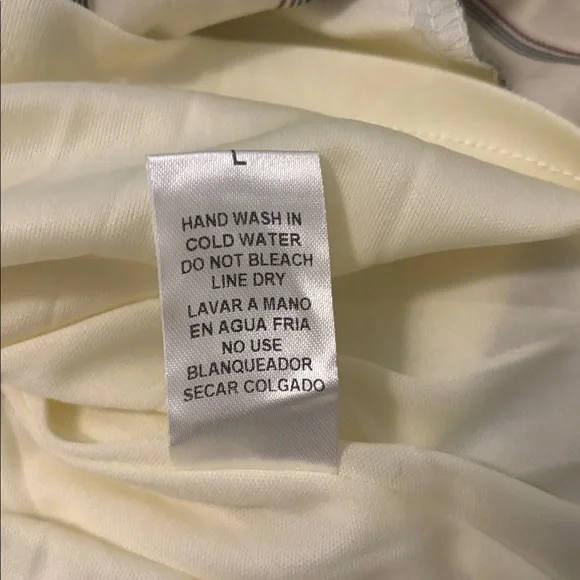 L
HAND WASH IN
COLD WATER
DO NOT BLEACH
LINE DRY
LAVAR A MANO
EN AGUA FRIA
NO USE
BLANQUEADOR
SECAR COLGADO